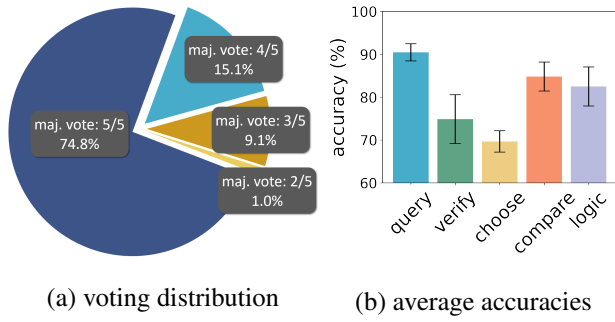 maj. vote: 4/5
15.1%
maj. vote: 5/5
74.8%
maj. vote: 3/5
9.1%
maj. vote: 2/5
1.0%
(a) voting distribution
accuracy (%)
100
90
80
70
60
query
verify
choose
compare
logic
(b) average accuracies